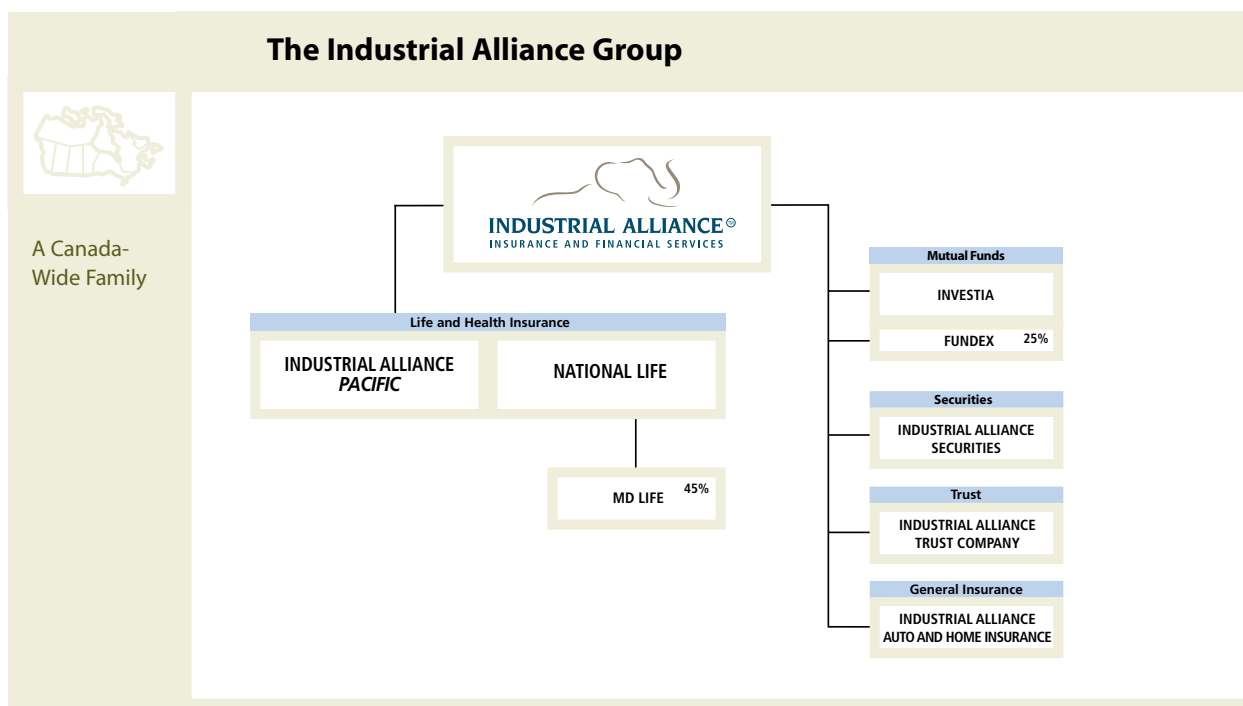 The Industrial Alliance Group
A Canada-
Wide Family
INDUSTRIAL ALLIANCE
INSURANCE AND FINANCIAL SERVICES
Life and Health Insurance
INDUSTRIAL ALLIANCE
PACIFIC
NATIONAL LIFE
MD LIFE 45%
Mutual Funds
INVESTIA
FUNDEX 25%
Securities
INDUSTRIAL ALLIANCE
SECURITIES
Trust
INDUSTRIAL ALLIANCE
TRUST COMPANY
General Insurance
INDUSTRIAL ALLIANCE
AUTO AND HOME INSURANCE